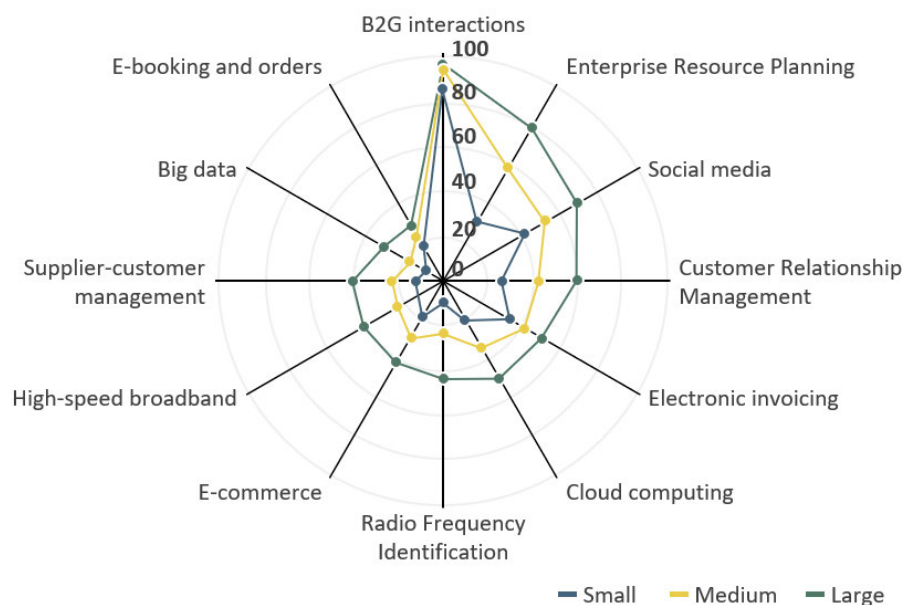 B2G interactions
100
E-booking and orders
Enterprise Resource Planning
80
60
Big data
Social media
40
20
Supplier-customer
management
0
Customer Relationship
Management
High-speed broadband
Electronic invoicing
E-commerce
Cloud computing
Radio Frequency
Identification
Small
Medium
Large